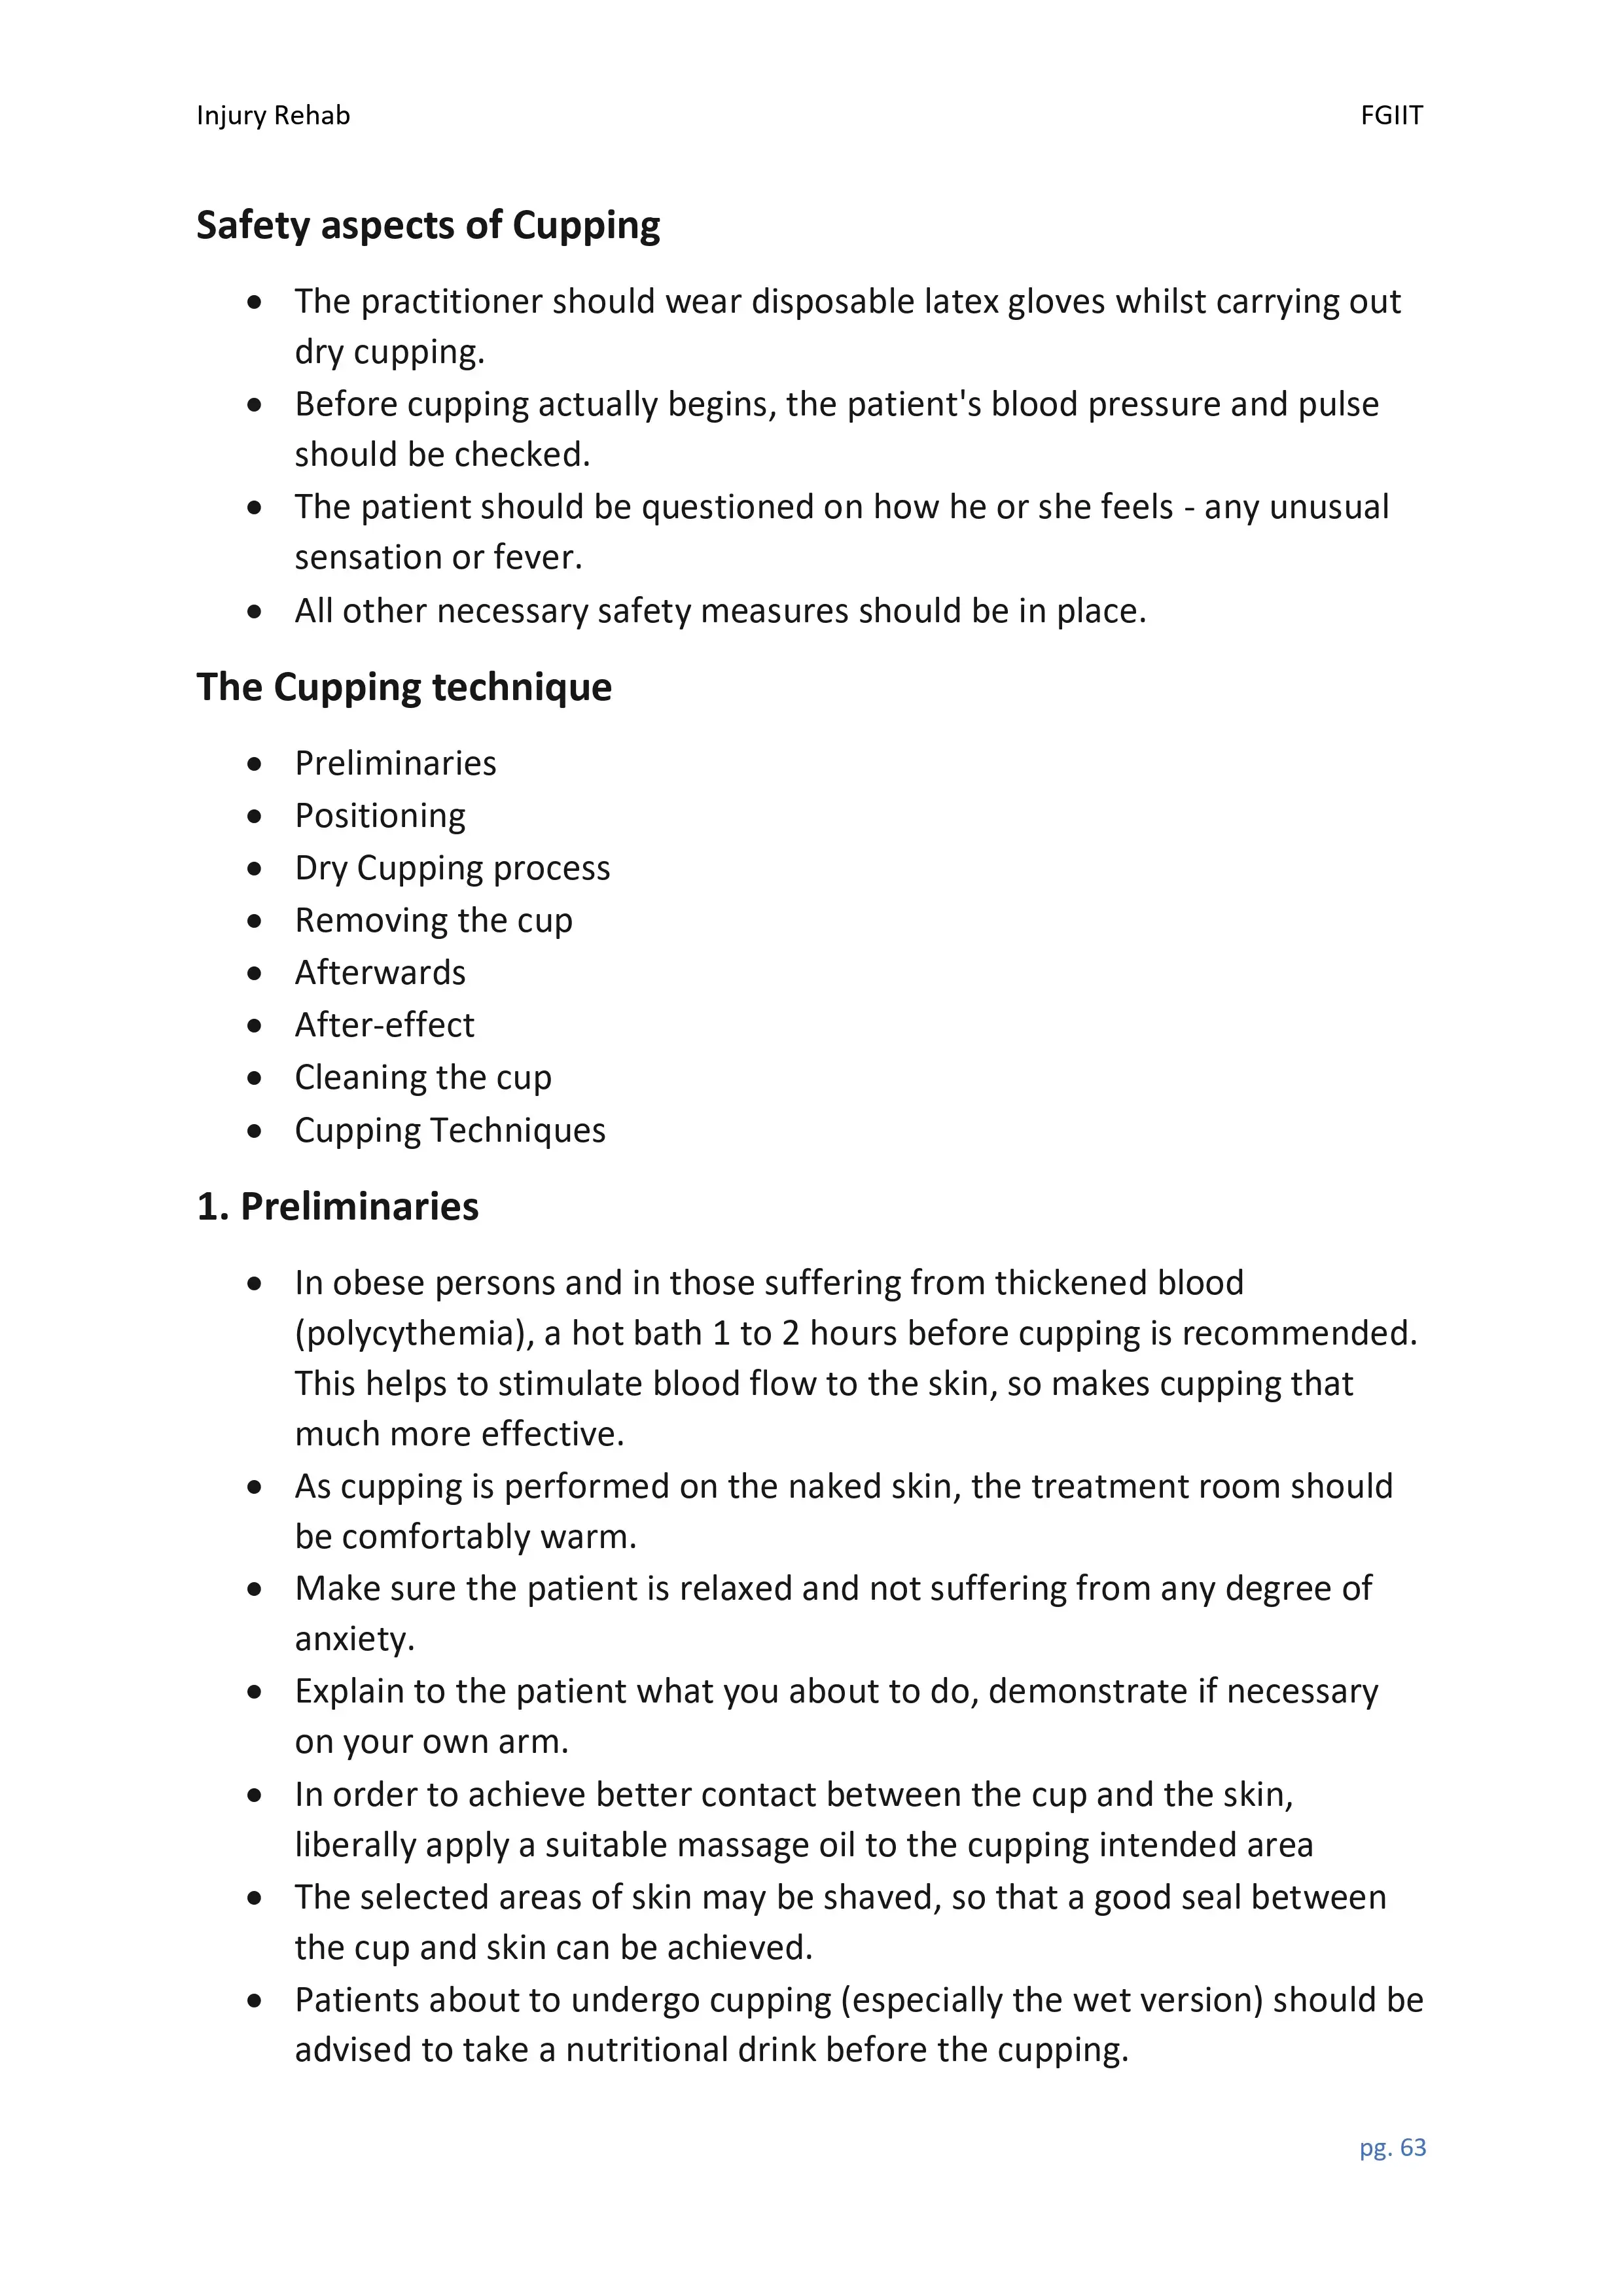 Injury Rehab FGIIT
Safety aspects of Cupping
• The practitioner should wear disposable latex gloves whilst carrying out
dry cupping.
• Before cupping actually begins, the patient's blood pressure and pulse
should be checked.
• The patient should be questioned on how he or she feels - any unusual
sensation or fever.
• All other necessary safety measures should be in place.
The Cupping technique
• Preliminaries
• Positioning
• Dry Cupping process
• Removing the cup
• Afterwards
• After-effect
• Cleaning the cup
• Cupping Techniques
1. Preliminaries
• In obese persons and in those suffering from thickened blood
(polycythemia), a hot bath 1 to 2 hours before cupping is recommended.
This helps to stimulate blood flow to the skin, so makes cupping that
much more effective.
• As cupping is performed on the naked skin, the treatment room should
be comfortably warm.
• Make sure the patient is relaxed and not suffering from any degree of
anxiety.
• Explain to the patient what you about to do, demonstrate if necessary
on your own arm.
• In order to achieve better contact between the cup and the skin,
liberally apply a suitable massage oil to the cupping intended area
• The selected areas of skin may be shaved, so that a good seal between
the cup and skin can be achieved.
• Patients about to undergo cupping (especially the wet version) should be
advised to take a nutritional drink before the cupping.
pg. 63